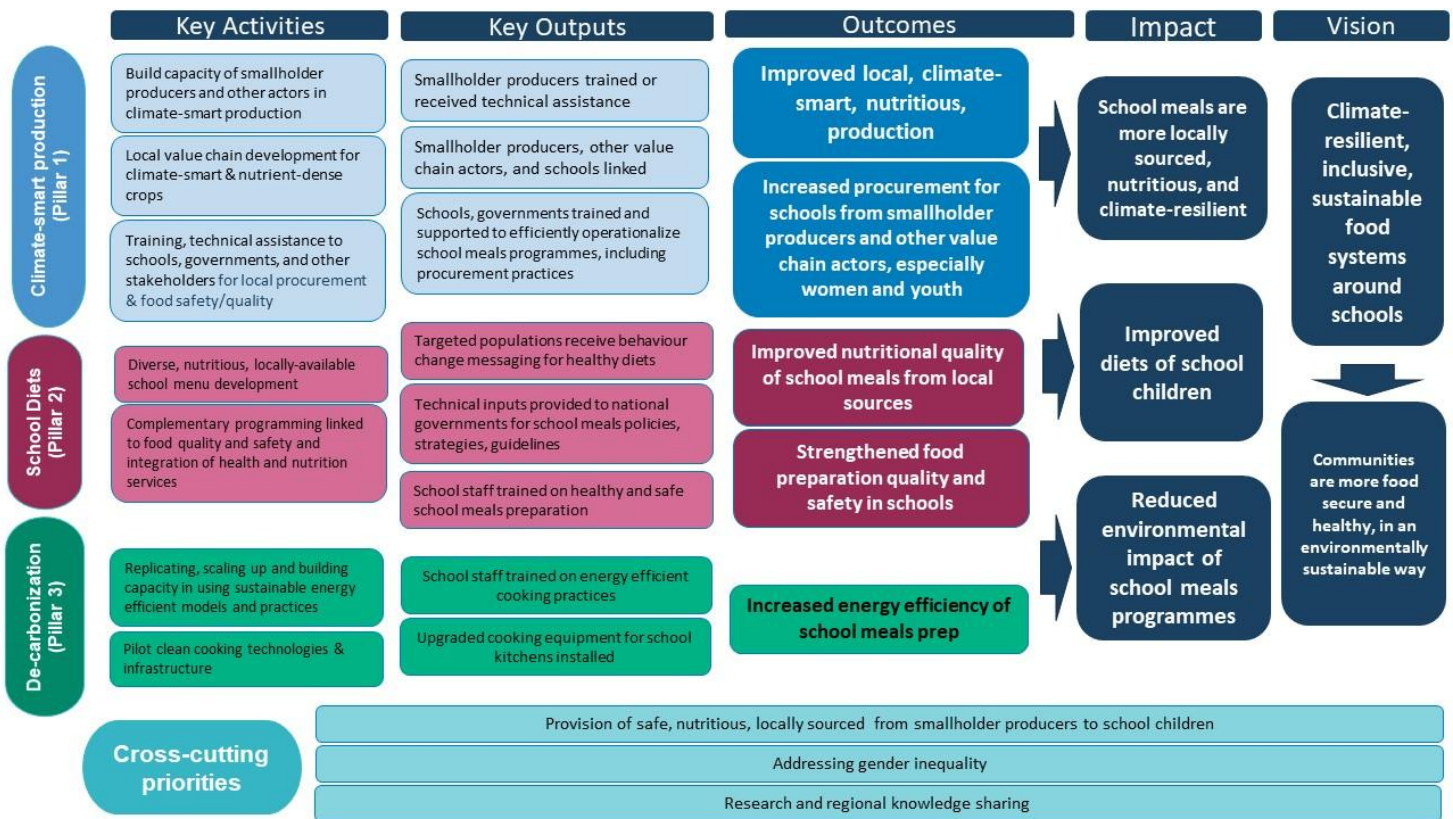 Key Activities
Key Outputs
Outcomes
Impact
Vision
Climate-smart production
(Pillar 1)
Build capacity of smallholder
producers and other actors in
climate-smart production
Local value chain development for
climate-smart & nutrient-dense
crops
Training, technical assistance to
schools, governments, and other
stakeholders for local procurement
& food safety/quality
Smallholder producers trained or
received technical assistance
Smallholder producers, other value
chain actors, and schools linked
Schools, governments trained and
supported to efficiently operationalize
school meals programmes, including
procurement practices
Improved local, climate-
smart, nutritious,
production
Increased procurement for
schools from smallholder
producers and other value
chain actors, especially
women and youth
School meals are
more locally
sourced,
nutritious, and
climate-resilient
Climate-
resilient,
inclusive,
sustainable
food
systems
around
schools
School Diets
(Pillar 2)
Diverse, nutritious, locally-available
school menu development
Complementary programming linked
to food quality and safety and
integration of health and nutrition
services
Targeted populations receive behaviour
change messaging for healthy diets
Technical inputs provided to national
governments for school meals policies,
strategies, guidelines
School staff trained on healthy and safe
school meals preparation
Improved nutritional quality
of school meals from local
sources
Strengthened food
preparation quality and
safety in schools
Improved
diets of school
children
Communities
are more food
secure and
healthy, in an
environmentally
sustainable way
De-carbonization
(Pillar 3)
Replicating, scaling up and building
capacity in using sustainable energy
efficient models and practices
Pilot clean cooking technologies &
infrastructure
School staff trained on energy efficient
cooking practices
Upgraded cooking equipment for school
kitchens installed
Increased energy efficiency of
school meals prep
Reduced
environmental
impact of
school meals
programmes
Cross-cutting
priorities
Provision of safe, nutritious, locally sourced from smallholder producers to school children
Addressing gender inequality
Research and regional knowledge sharing